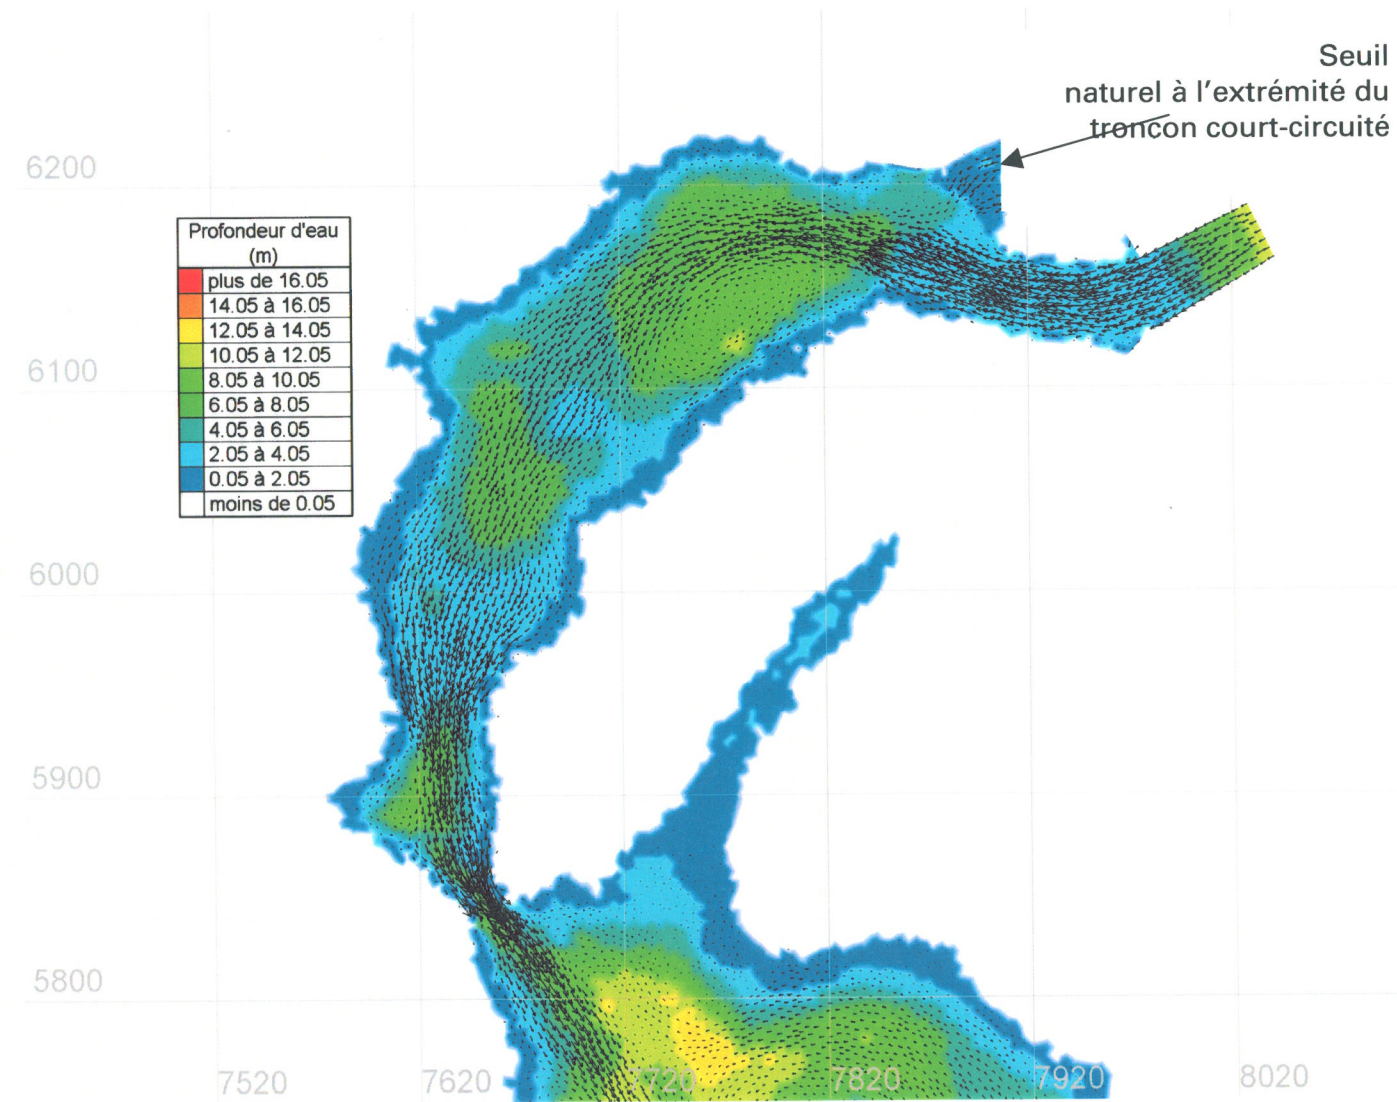 Seuil
naturel à l'extrémité du
troncon court-circuité
6200
Profondeur d'eau
(m)
plus de 16.05
14.05 à 16.05
12.05 à 14.05
10.05 à 12.05
8.05 à 10.05
6.05 à 8.05
4.05 à 6.05
2.05 à 4.05
0.05 à 2.05
moins de 0.05
6100
6000
5900
5800
7520
7620
7720
7820
7920
8020